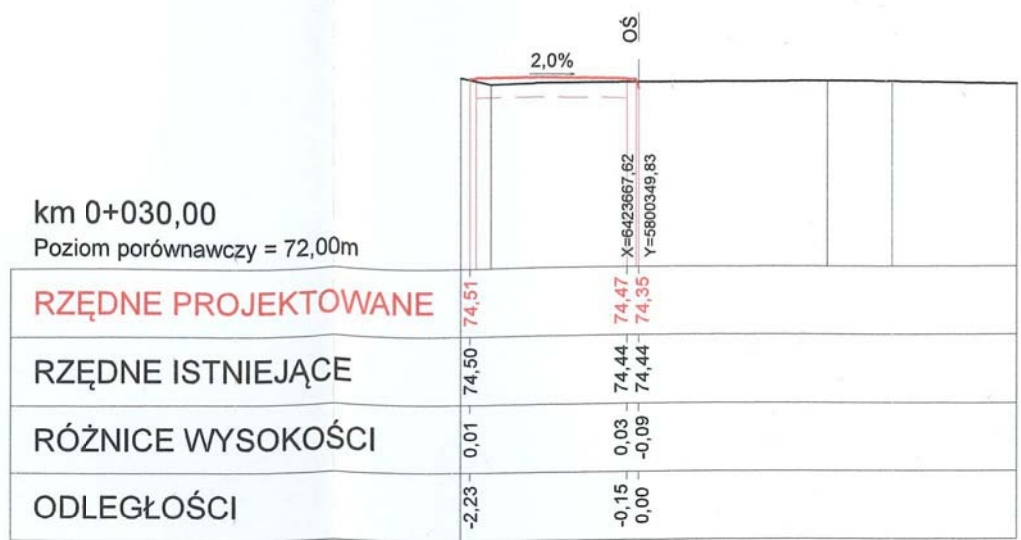 OŚ
2,0%
X=6423667,62
Y=5800349,83
km 0+030,00
Poziom porównawczy = 72,00m
RZĘDNE PROJEKTOWANE 74,51 74,47 74,35
RZĘDNE ISTNIEJĄCE 74,50 74,44 74,44
RÓŻNICE WYSOKOŚCI 0,01 0,03 -0,09
ODLEGŁOŚCI -2,23 -0,15 0,00